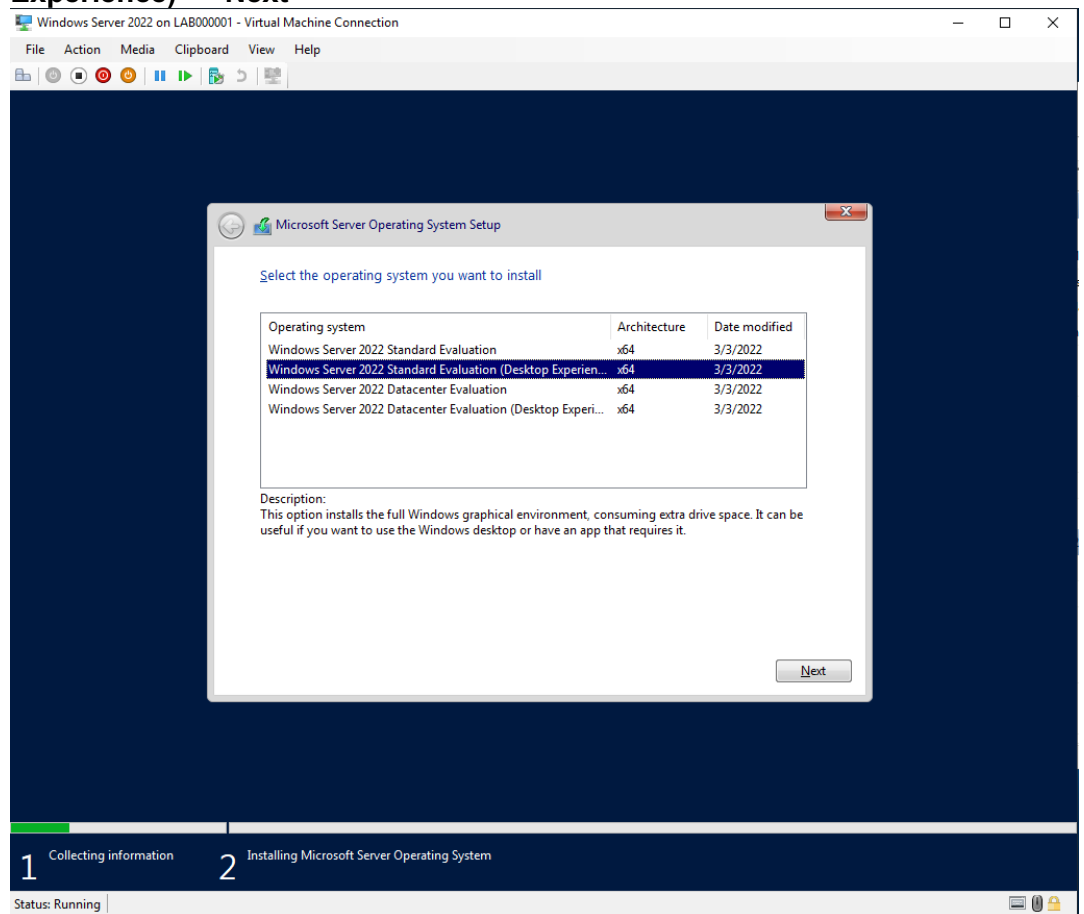 Windows Server 2022 on LAB000001 - Virtual Machine Connection
File Action Media Clipboard View Help
Microsoft Server Operating System Setup
Select the operating system you want to install
Operating system Architecture Date modified
Windows Server 2022 Standard Evaluation x64 3/3/2022
Windows Server 2022 Standard Evaluation (Desktop Experien... x64 3/3/2022
Windows Server 2022 Datacenter Evaluation x64 3/3/2022
Windows Server 2022 Datacenter Evaluation (Desktop Experi... x64 3/3/2022
Description:
This option installs the full Windows graphical environment, consuming extra drive space. It can be
useful if you want to use the Windows desktop or have an app that requires it.
Next
1 Collecting information 2 Installing Microsoft Server Operating System
Status: Running